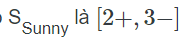 S_Sunny là [2+, 3−]